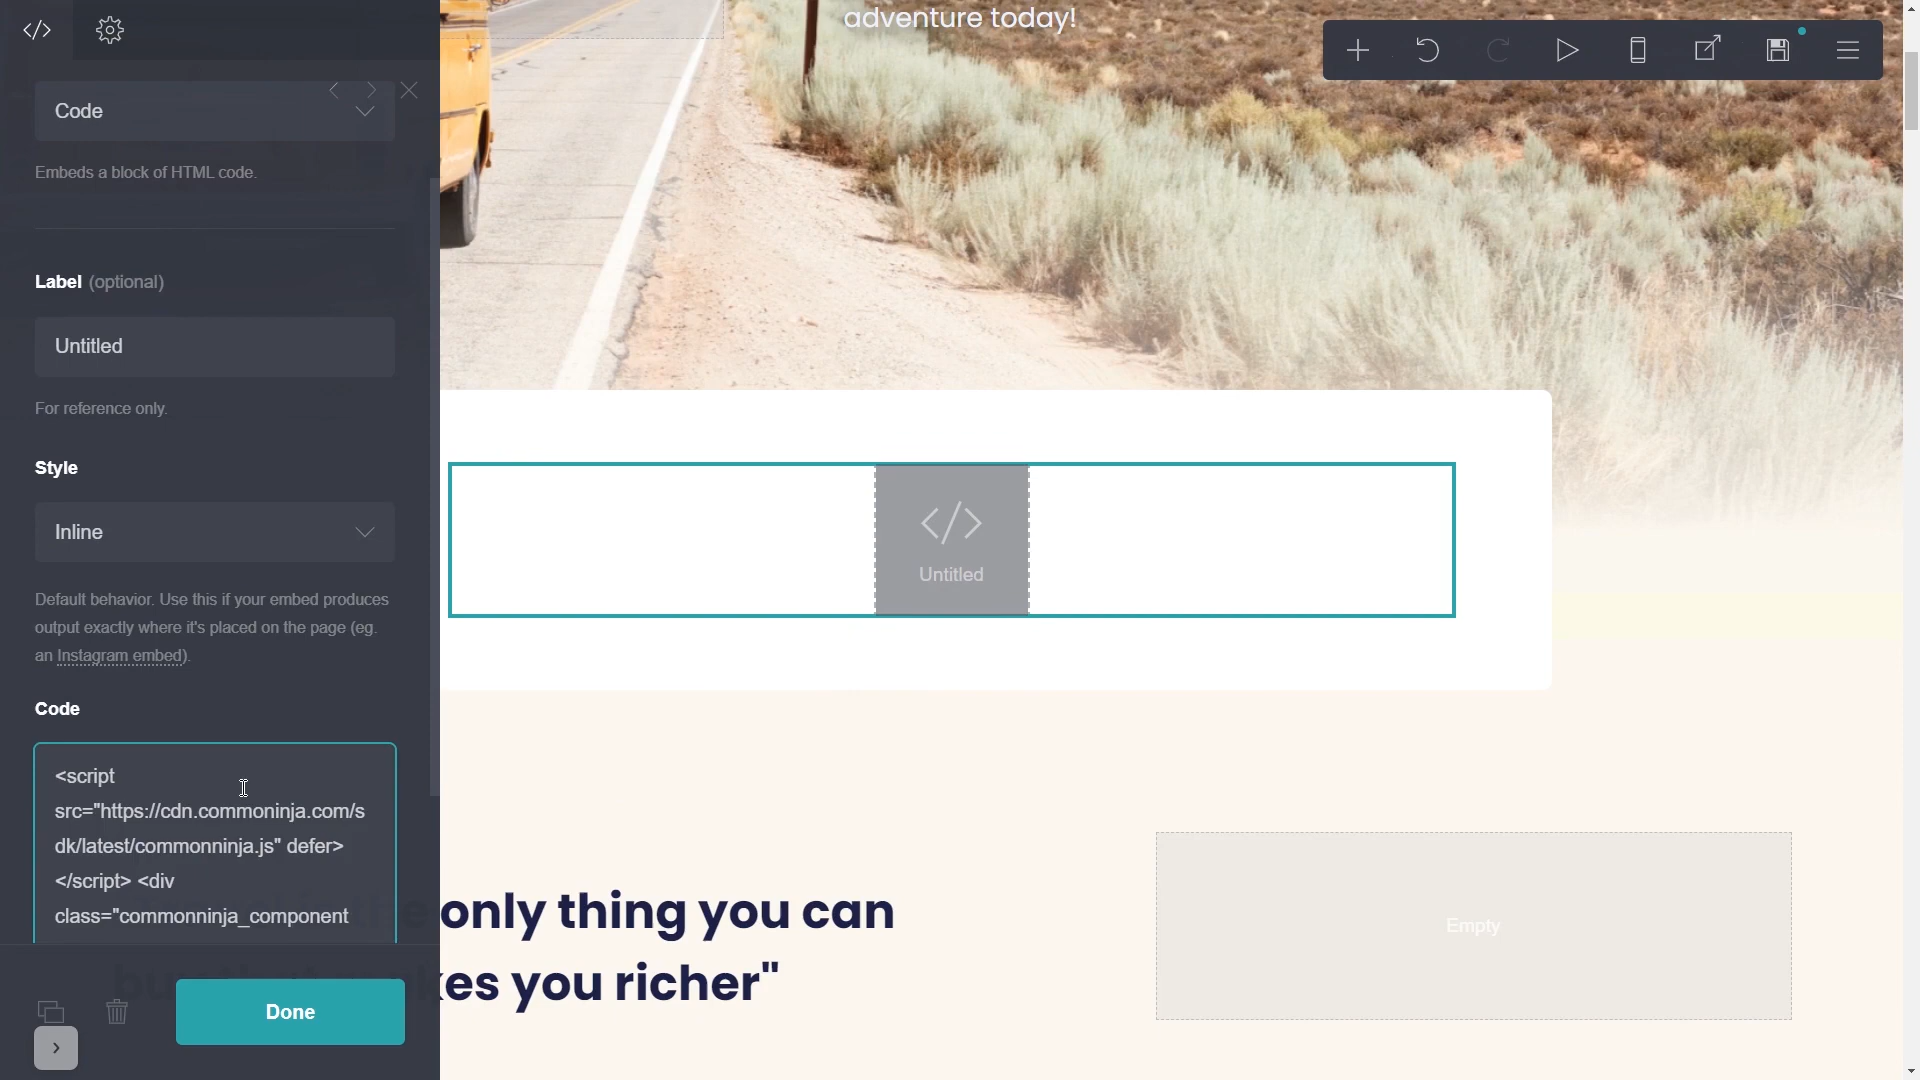 adventure today!
Code
Embeds a block of HTML code.
Label (optional)
Untitled
For reference only.
Style
Inline
Default behavior. Use this if your embed produces
output exactly where it's placed on the page (eg.
an Instagram embed).
Code
<script
src="https://cdn.commoninja.com/s
dk/latest/commonninja.js" defer>
</script> <div
class="commonninja_component
Done
Untitled
only thing you can
kes you richer"
Empty